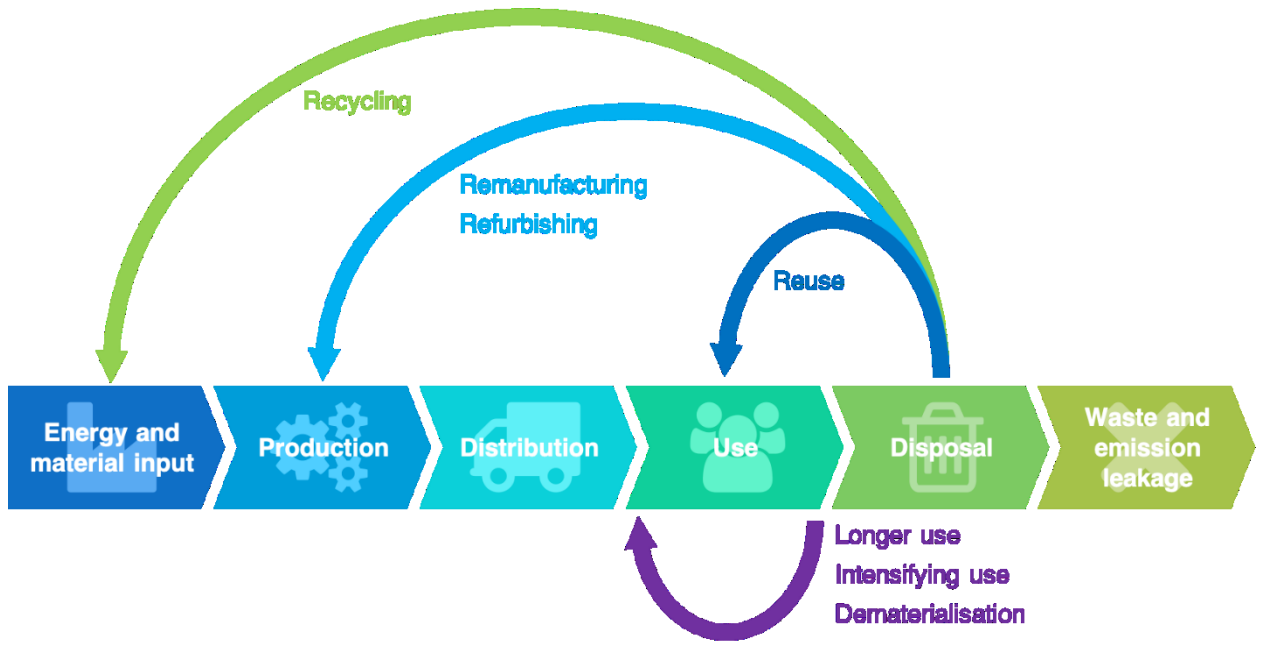 Recycling
Remanufacturing
Refurbishing
Reuse
Energy and
material input
Production
Distribution
Use
Disposal
Waste and
emission
leakage
Longer use
Intensifying use
Dematerialisation